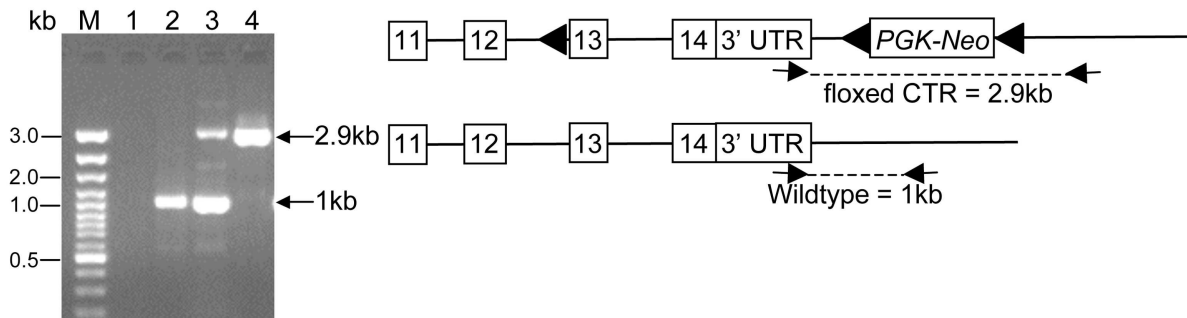 kb M 1 2 3 4
3.0
2.0
1.0
0.5
2.9kb
1kb
11 12 13 14 3' UTR PGK-Neo
floxed CTR = 2.9kb
11 12 13 14 3' UTR
Wildtype = 1kb